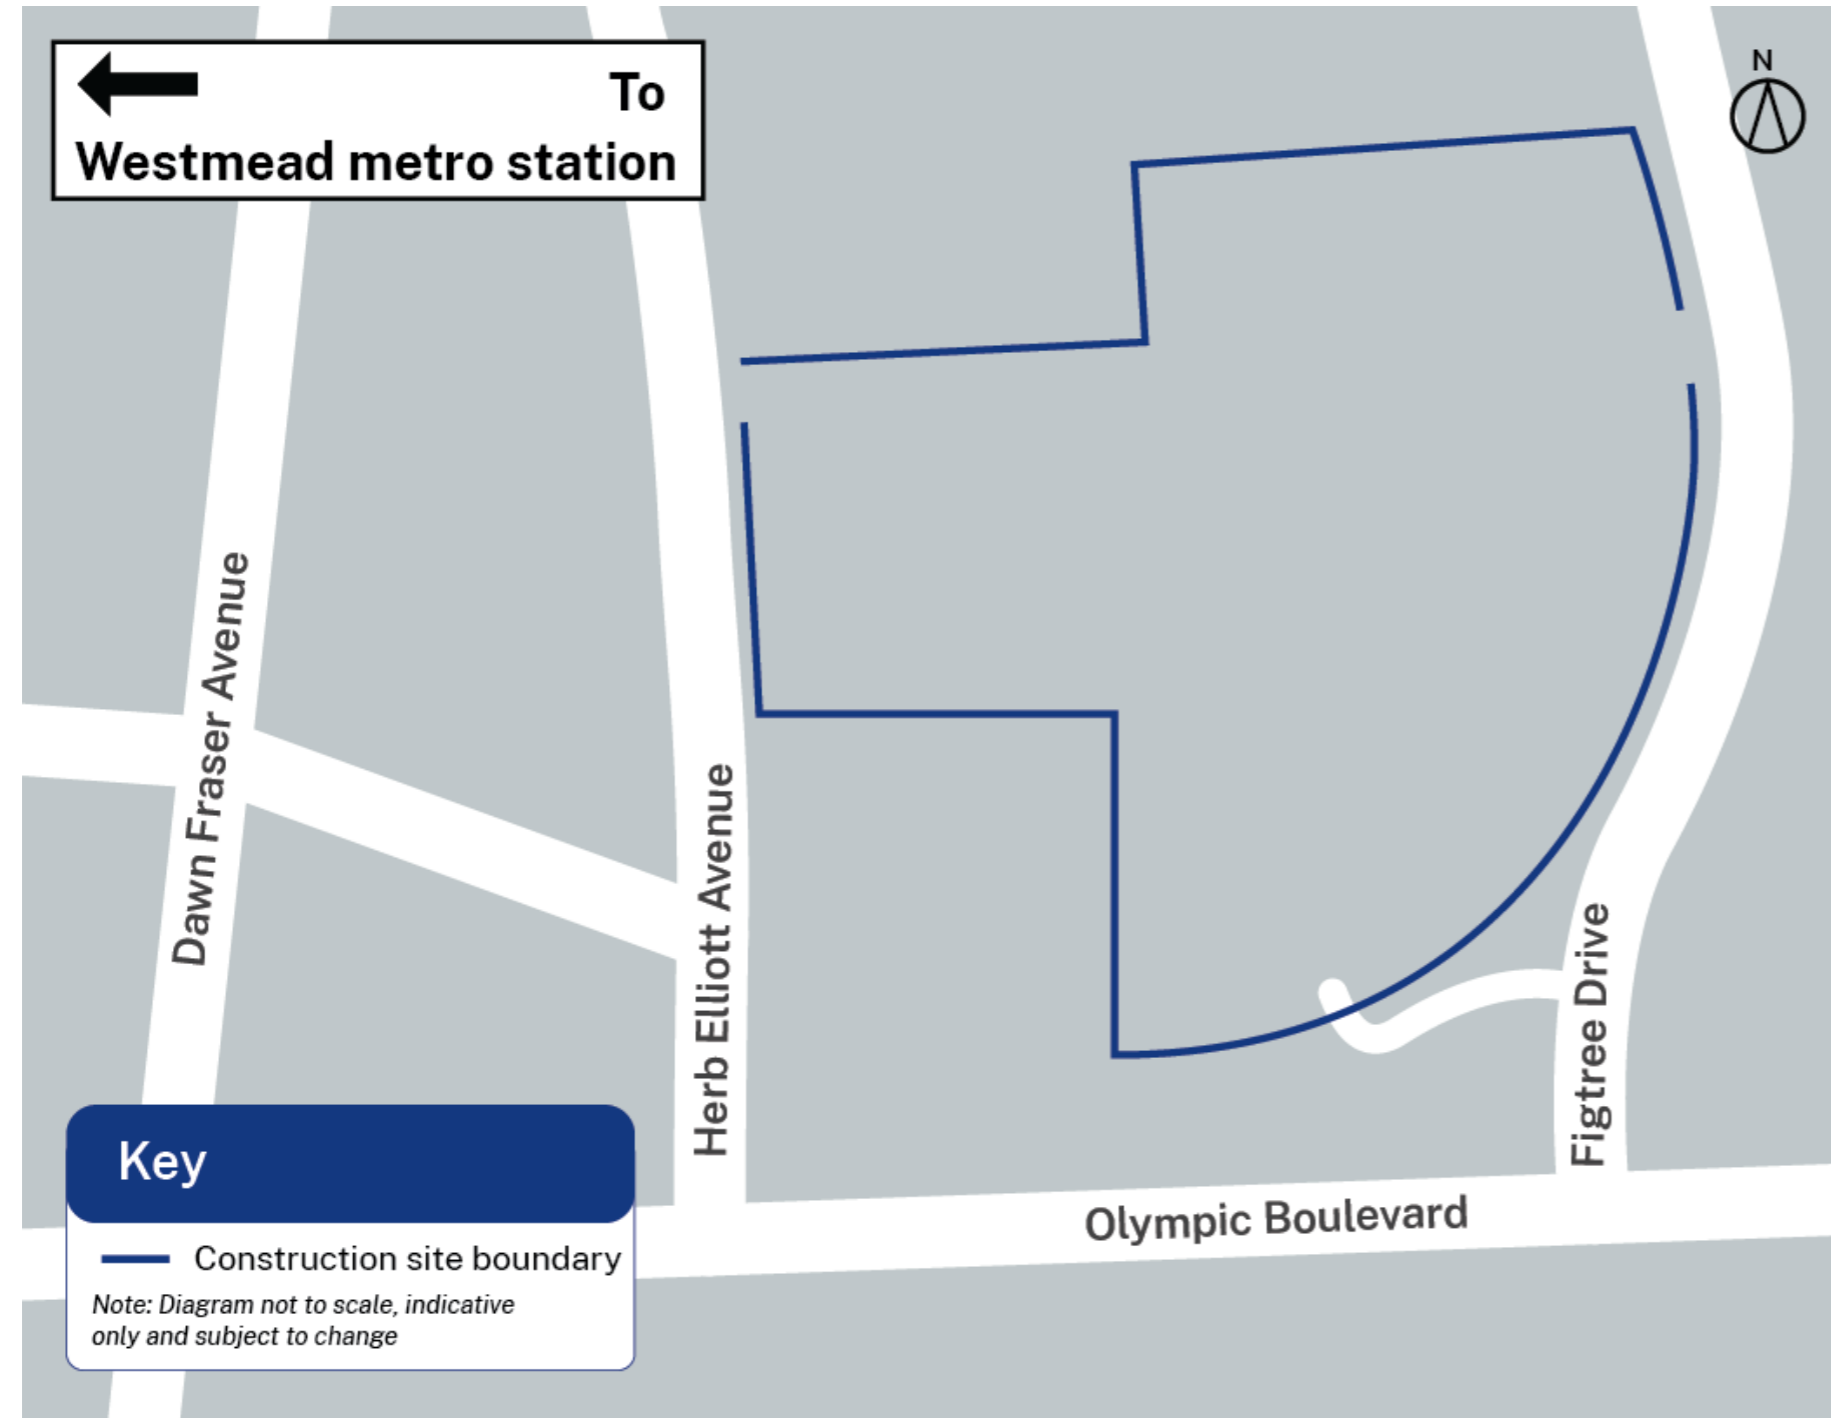 To
Westmead metro station
N
Dawn Fraser Avenue
Herb Elliott Avenue
Figtree Drive
Olympic Boulevard
Key
Construction site boundary
Note: Diagram not to scale, indicative
only and subject to change